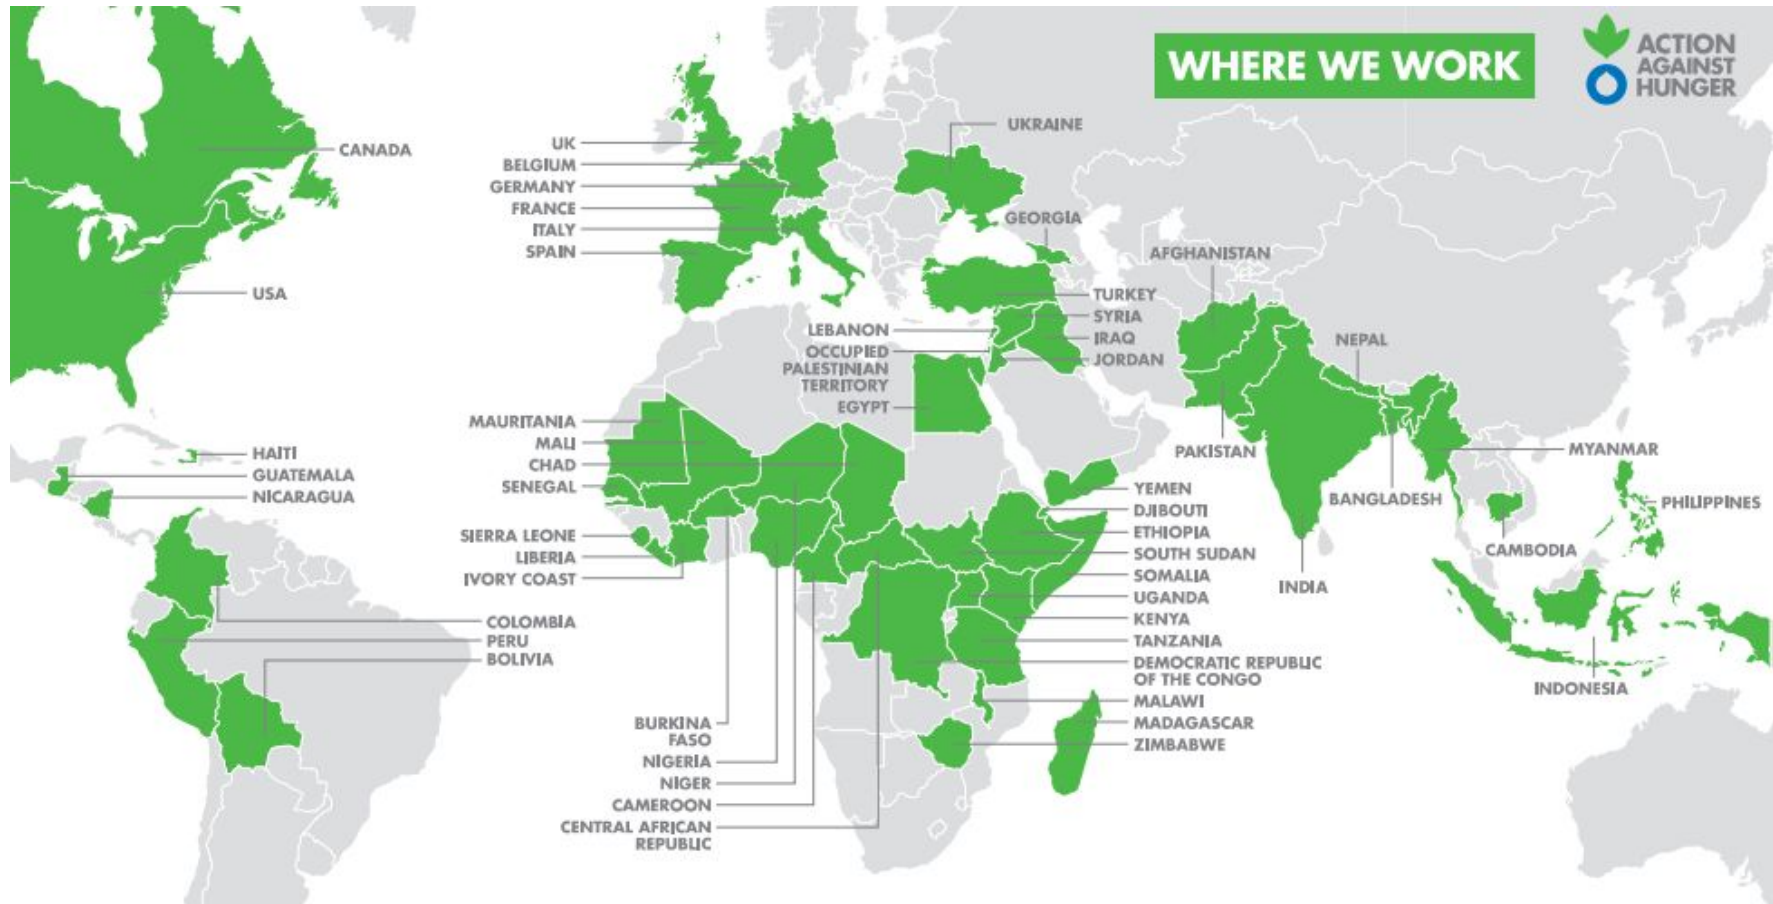 WHERE WE WORK
ACTION
AGAINST
HUNGER
CANADA
USA
HAITI
GUATEMALA
NICARAGUA
COLOMBIA
PERU
BOLIVIA
UK
BELGIUM
GERMANY
FRANCE
ITALY
SPAIN
UKRAINE
GEORGIA
TURKEY
SYRIA
IRAQ
JORDAN
LEBANON
OCCUPIED
PALESTINIAN
TERRITORY
EGYPT
MAURITANIA
MALI
CHAD
SENEGAL
SIERRA LEONE
LIBERIA
IVORY COAST
BURKINA
FASO
NIGERIA
NIGER
CAMEROON
CENTRAL AFRICAN
REPUBLIC
YEMEN
DJIBOUTI
ETHIOPIA
SOUTH SUDAN
SOMALIA
UGANDA
KENYA
TANZANIA
DEMOCRATIC REPUBLIC
OF THE CONGO
MALAWI
MADAGASCAR
ZIMBABWE
AFGHANISTAN
NEPAL
PAKISTAN
BANGLADESH
INDIA
MYANMAR
PHILIPPINES
CAMBODIA
INDONESIA